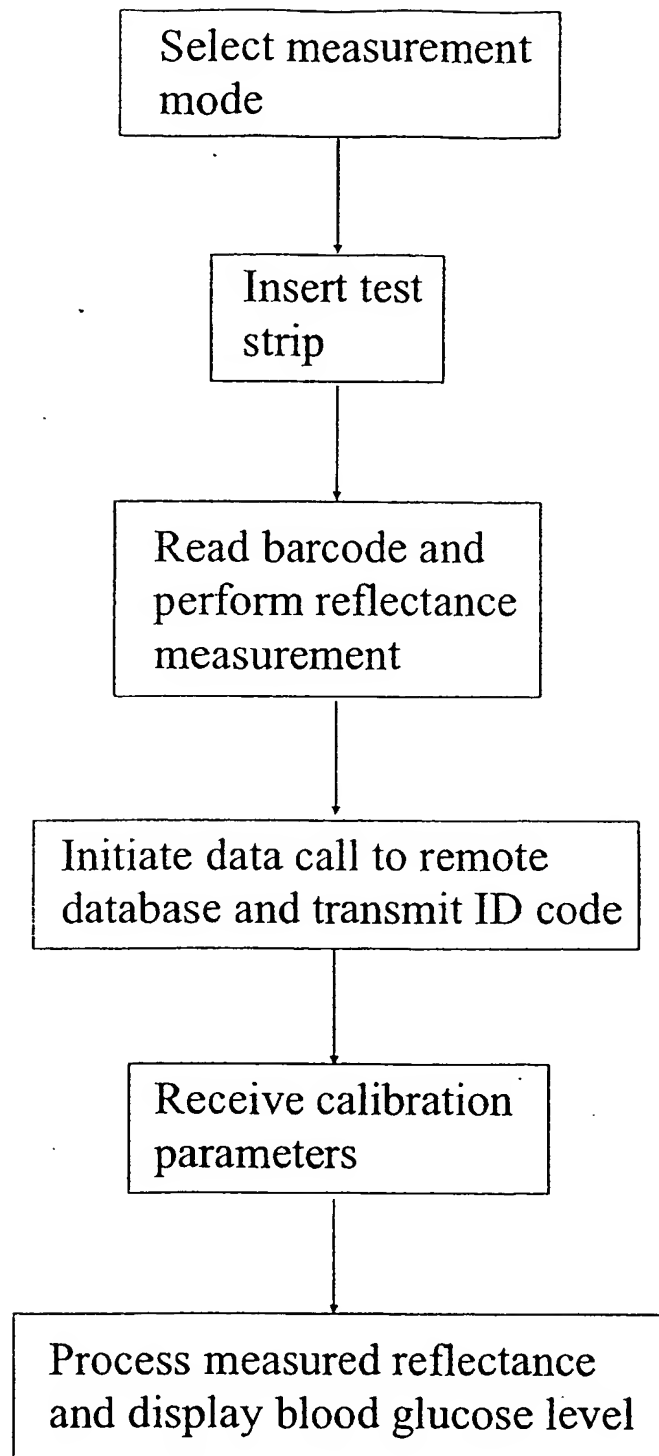 Select measurement
mode
Insert test
strip
Read barcode and
perform reflectance
measurement
Initiate data call to remote
database and transmit ID code
Receive calibration
parameters
Process measured reflectance
and display blood glucose level